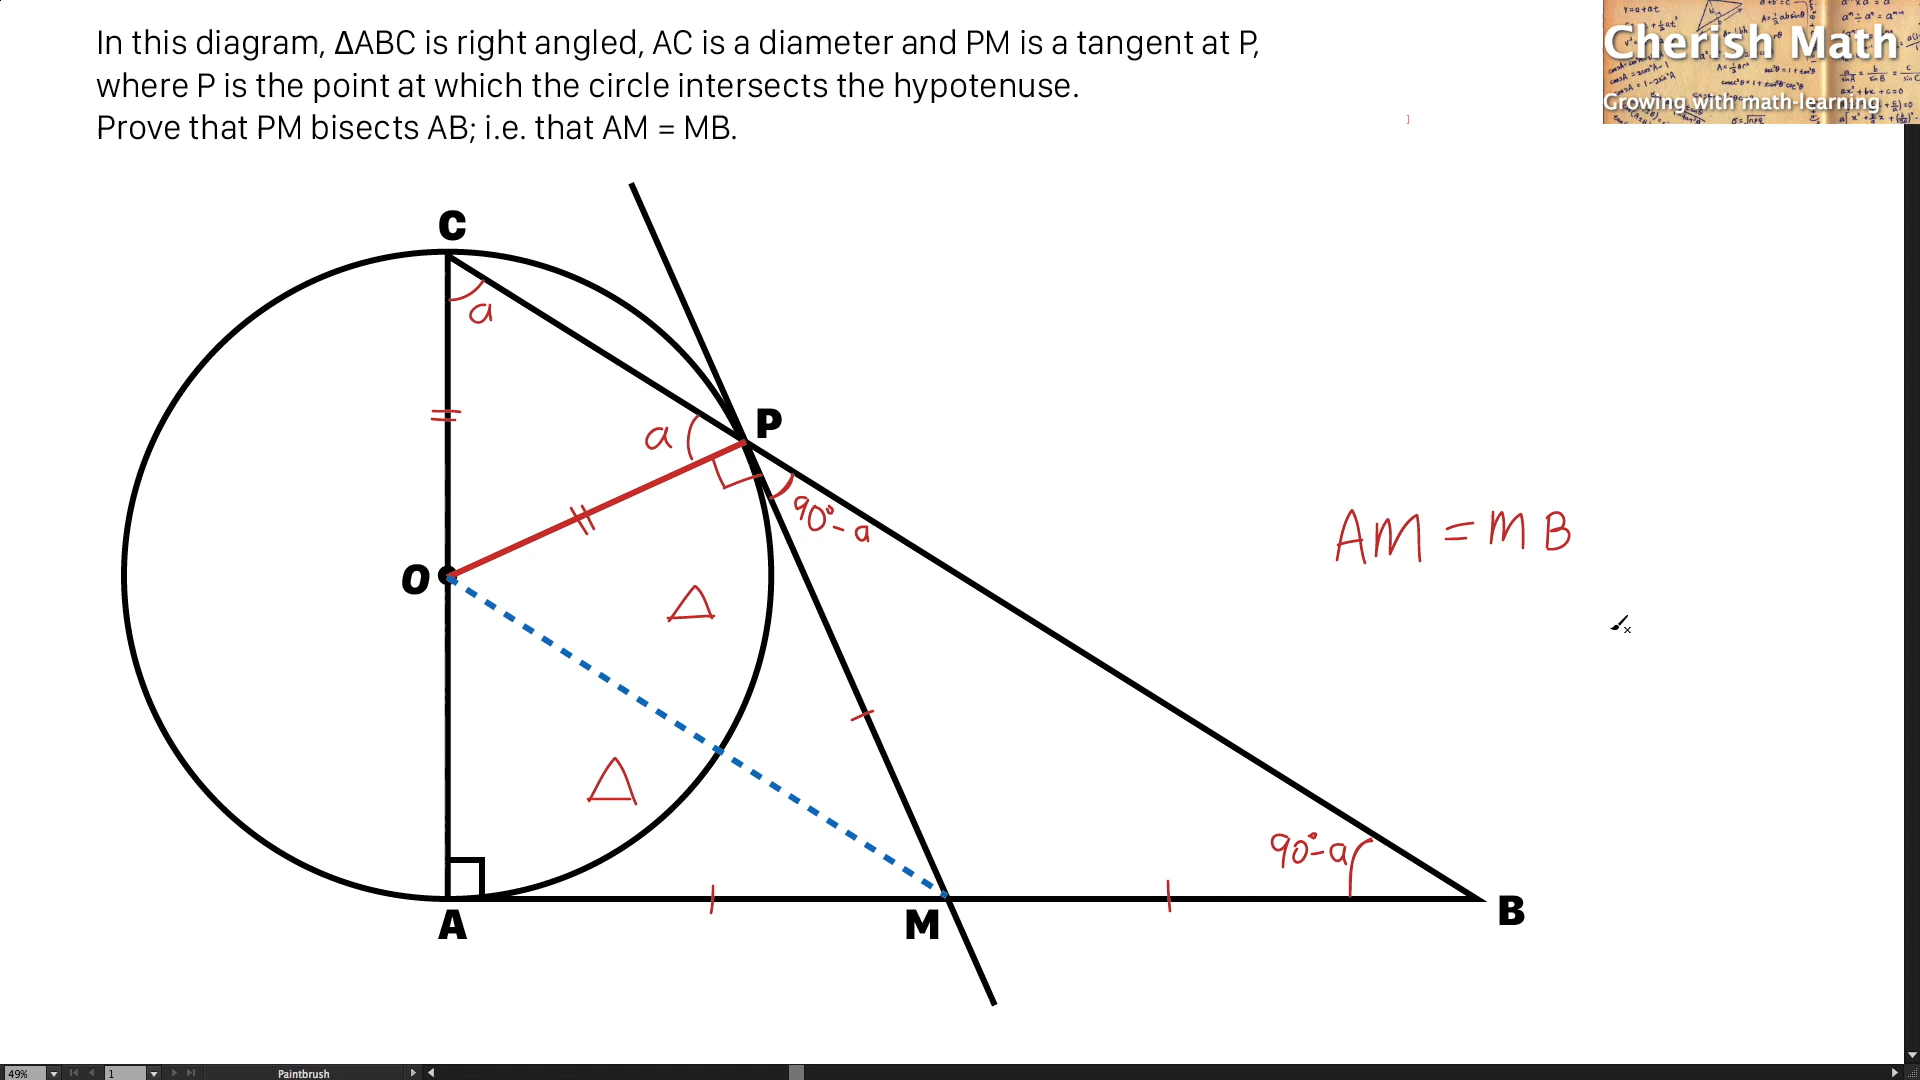 In this diagram, ΔABC is right angled, AC is a diameter and PM is a tangent at P,
where P is the point at which the circle intersects the hypotenuse.
Prove that PM bisects AB; i.e. that AM = MB.
Cherish Math
Growing with math-learning
C
a
P
a
90°-a
AM = MB
O
90°-a
A
M
B
49%
1
Paintbrush